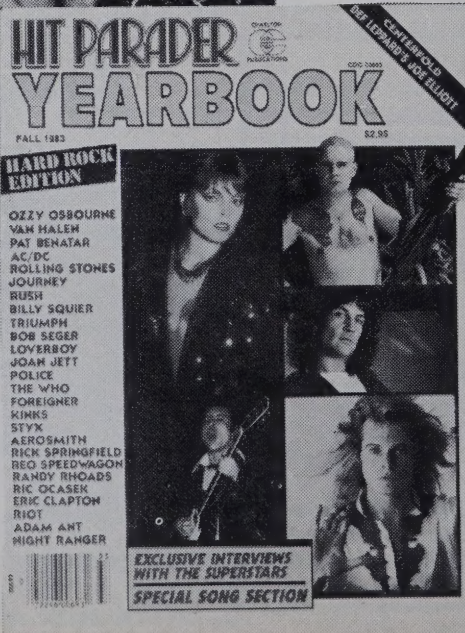 HIT PARADER
CHARLTON
PUBLICATIONS
YEARBOOK
CENTERFOLD
DEF LEPPARD'S JOE ELLIOTT
FALL 1983
$2.95
HARD ROCK
EDITION
OZZY OSBOURNE
VAN HALEN
PAT BENATAR
AC/DC
ROLLING STONES
JOURNEY
RUSH
BILLY SQUIER
TRIUMPH
BOB SEGER
LOVERBOY
JOAN JETT
POLICE
THE WHO
FOREIGNER
KINKS
STYX
AEROSMITH
RICK SPRINGFIELD
REO SPEEDWAGON
RANDY RHOADS
RIC OCASEK
ERIC CLAPTON
RIOT
ADAM ANT
NIGHT RANGER
EXCLUSIVE INTERVIEWS
WITH THE SUPERSTARS
SPECIAL SONG SECTION